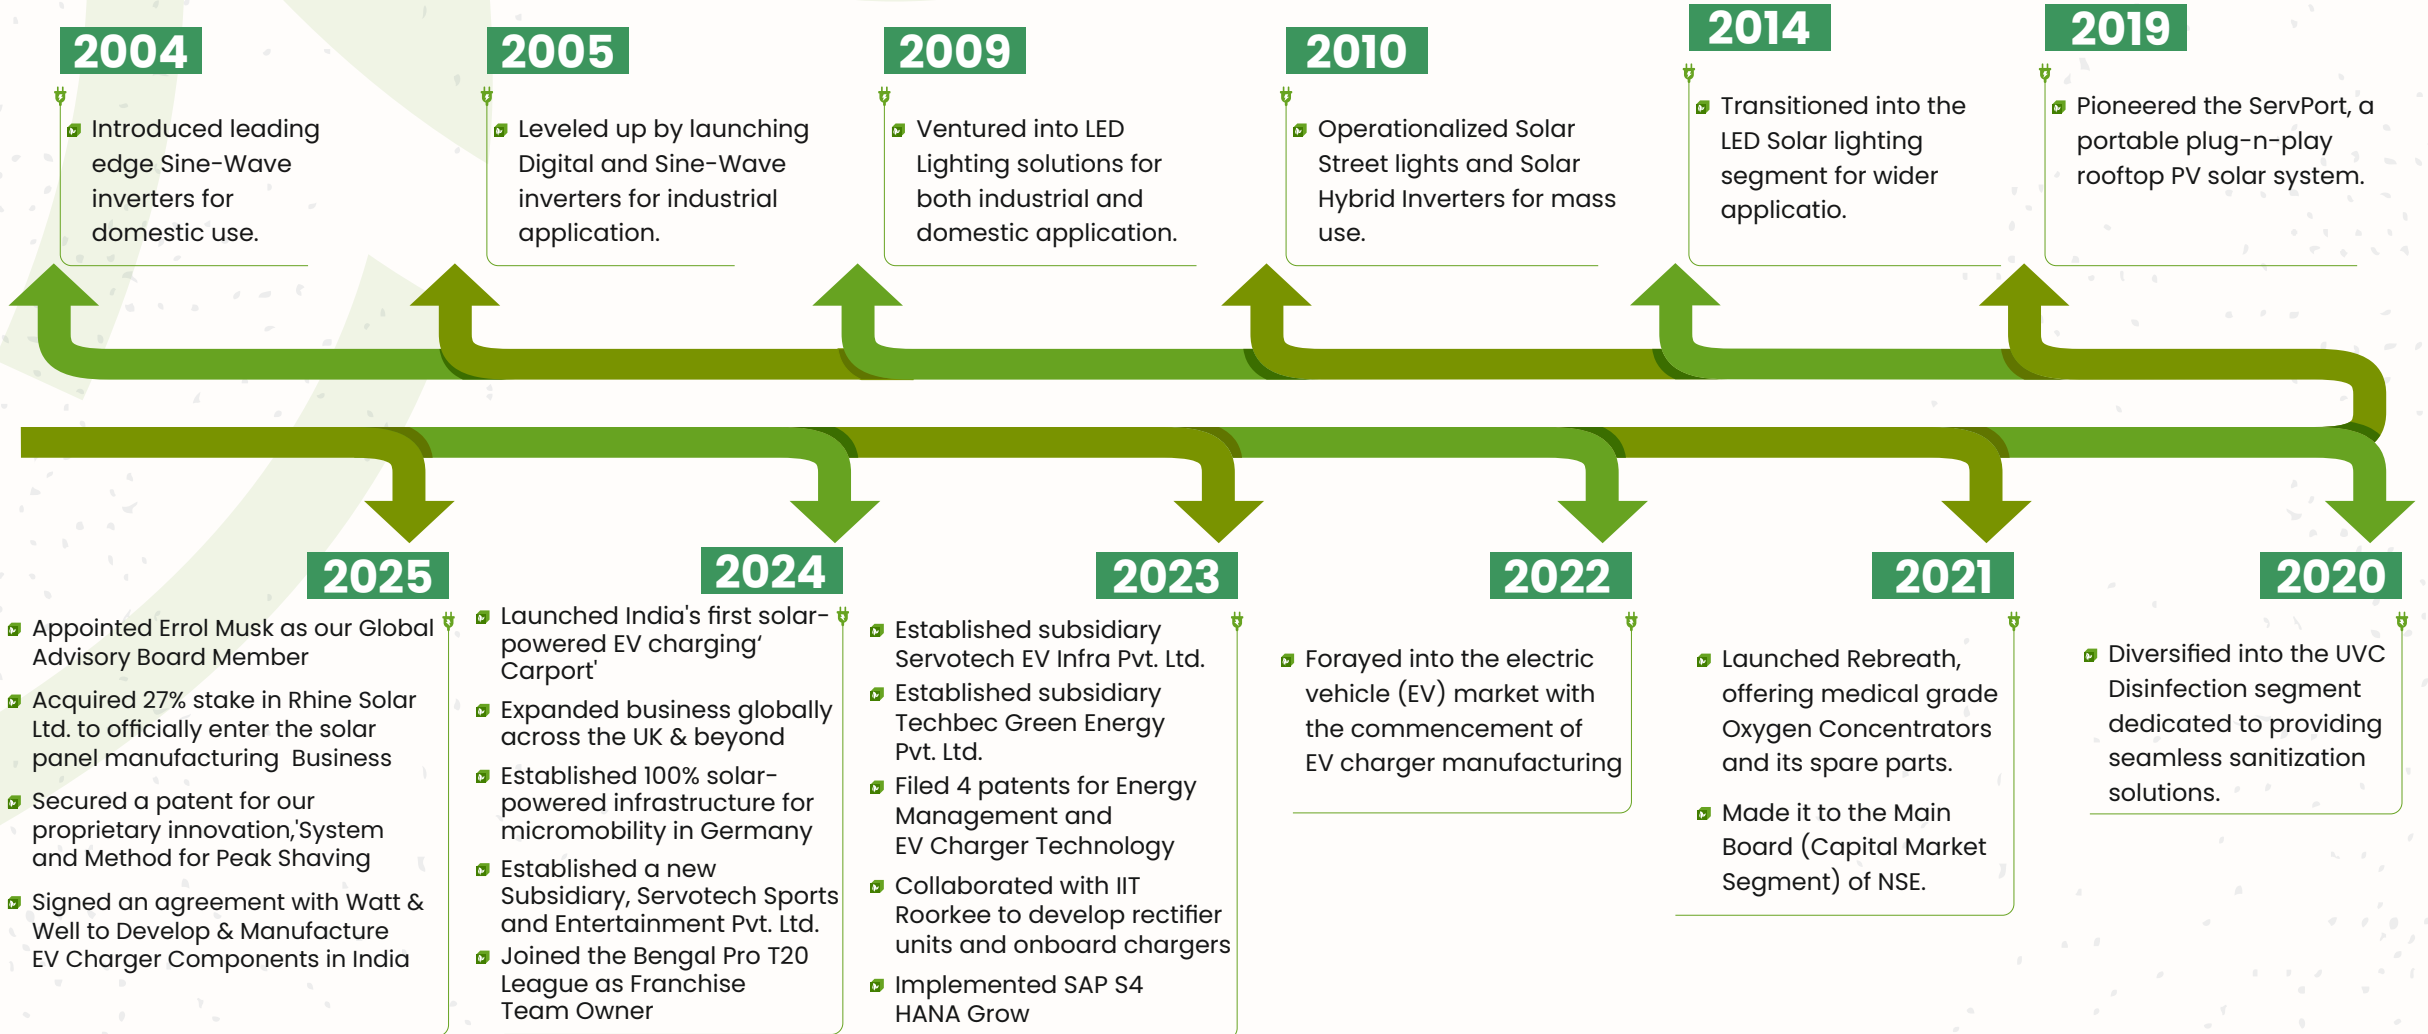 2004
Introduced leading
edge Sine-Wave
inverters for
domestic use.
2005
Leveled up by launching
Digital and Sine-Wave
inverters for industrial
application.
2009
Ventured into LED
Lighting solutions for
both industrial and
domestic application.
2010
Operationalized Solar
Street lights and Solar
Hybrid Inverters for mass
use.
2014
Transitioned into the
LED Solar lighting
segment for wider
applicatio.
2019
Pioneered the ServPort, a
portable plug-n-play
rooftop PV solar system.
2025
Appointed Errol Musk as our Global
Advisory Board Member
Acquired 27% stake in Rhine Solar
Ltd. to officially enter the solar
panel manufacturing  Business
Secured a patent for our
proprietary innovation,'System
and Method for Peak Shaving
Signed an agreement with Watt &
Well to Develop & Manufacture
EV Charger Components in India
2024
Launched India's first solar-
powered EV charging‘
Carport'
Expanded business globally
across the UK & beyond
Established 100% solar-
powered infrastructure for
micromobility in Germany
Established a new
Subsidiary, Servotech Sports
and Entertainment Pvt. Ltd.
Joined the Bengal Pro T20
League as Franchise
Team Owner
2023
Established subsidiary
Servotech EV Infra Pvt. Ltd.
Established subsidiary
Techbec Green Energy
Pvt. Ltd.
Filed 4 patents for Energy
Management and
EV Charger Technology
Collaborated with IIT
Roorkee to develop rectifier
units and onboard chargers
Implemented SAP S4
HANA Grow
2022
Forayed into the electric
vehicle (EV) market with
the commencement of
EV charger manufacturing
2021
Launched Rebreath,
offering medical grade
Oxygen Concentrators
and its spare parts.
Made it to the Main
Board (Capital Market
Segment) of NSE.
2020
Diversified into the UVC
Disinfection segment
dedicated to providing
seamless sanitization
solutions.